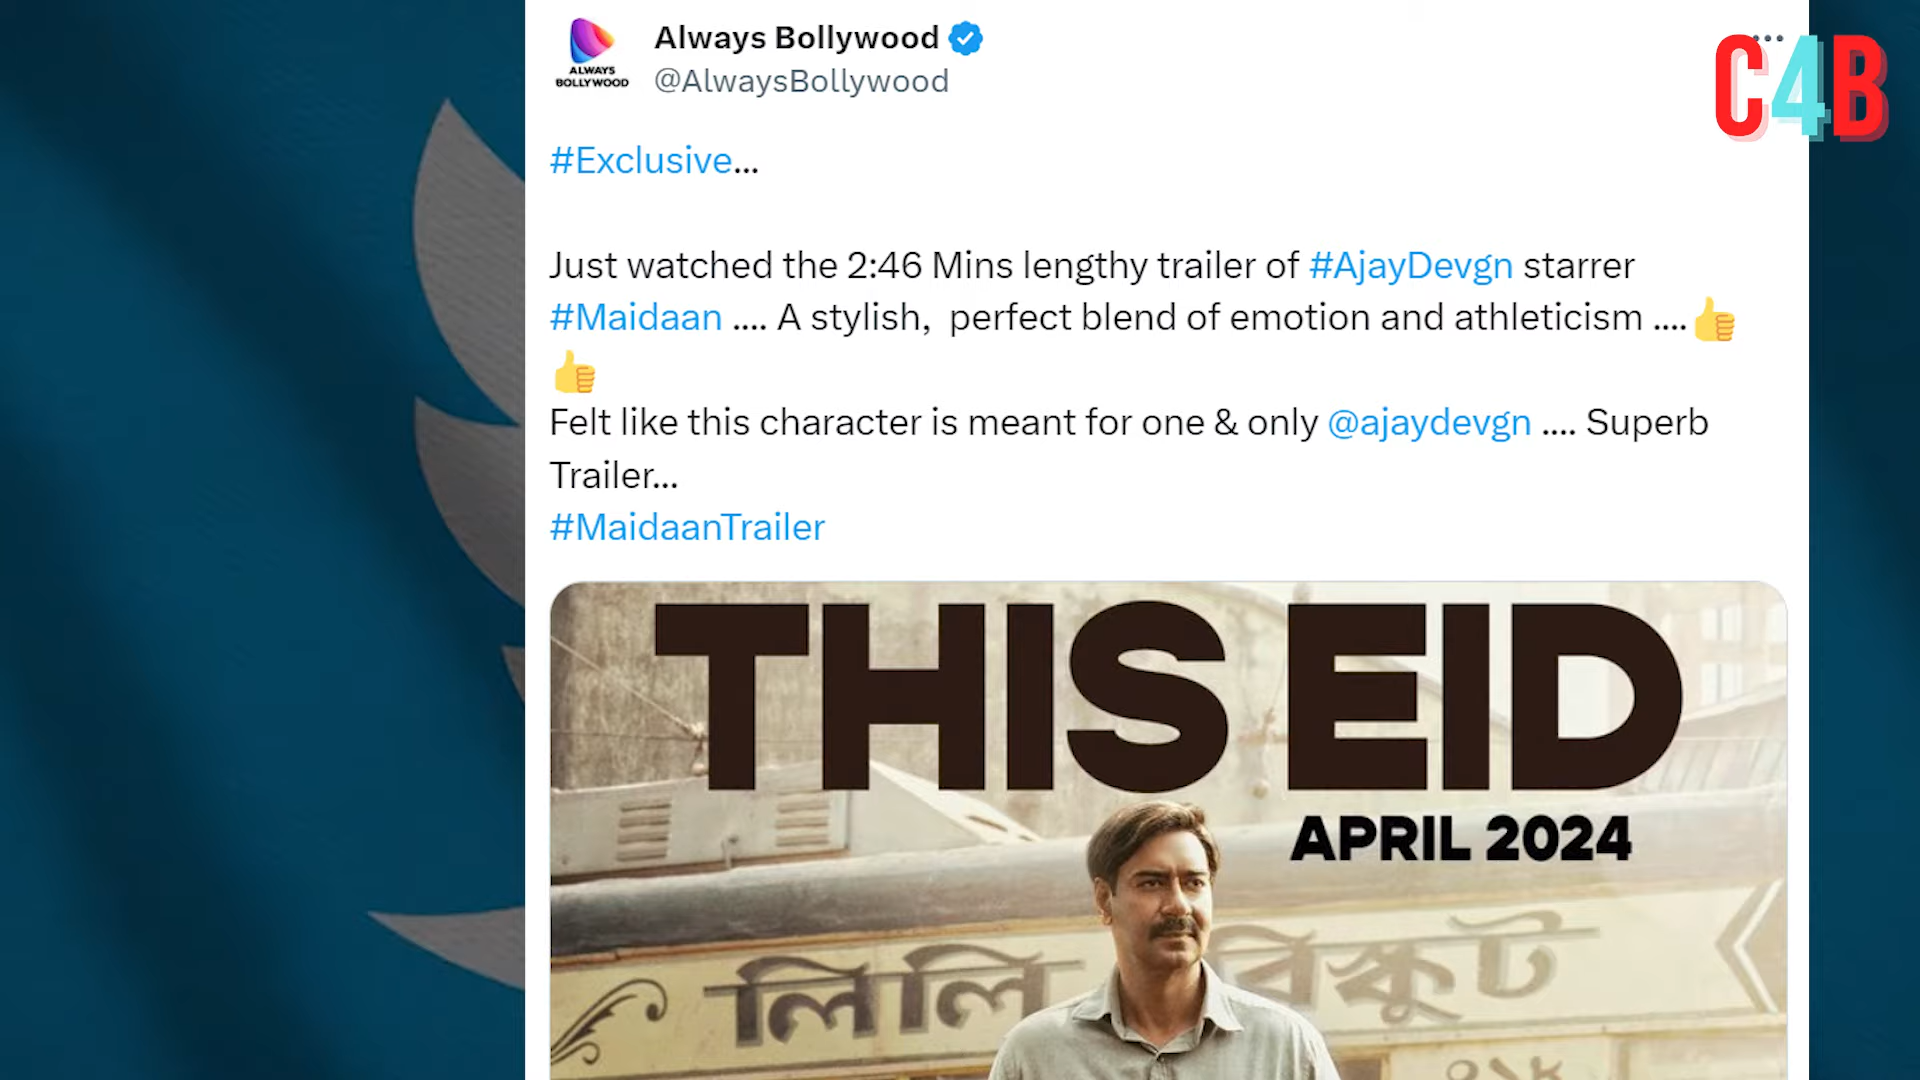 Always Bollywood
@AlwaysBollywood
ALWAYS
BOLLYWOOD
C4B
#Exclusive...
Just watched the 2:46 Mins lengthy trailer of #AjayDevgn starrer
#Maidaan .... A stylish,  perfect blend of emotion and athleticism ....👍
👍
Felt like this character is meant for one & only @ajaydevgn .... Superb
Trailer...
#MaidaanTrailer
THIS EID
APRIL 2024
লিলি বিস্কুট